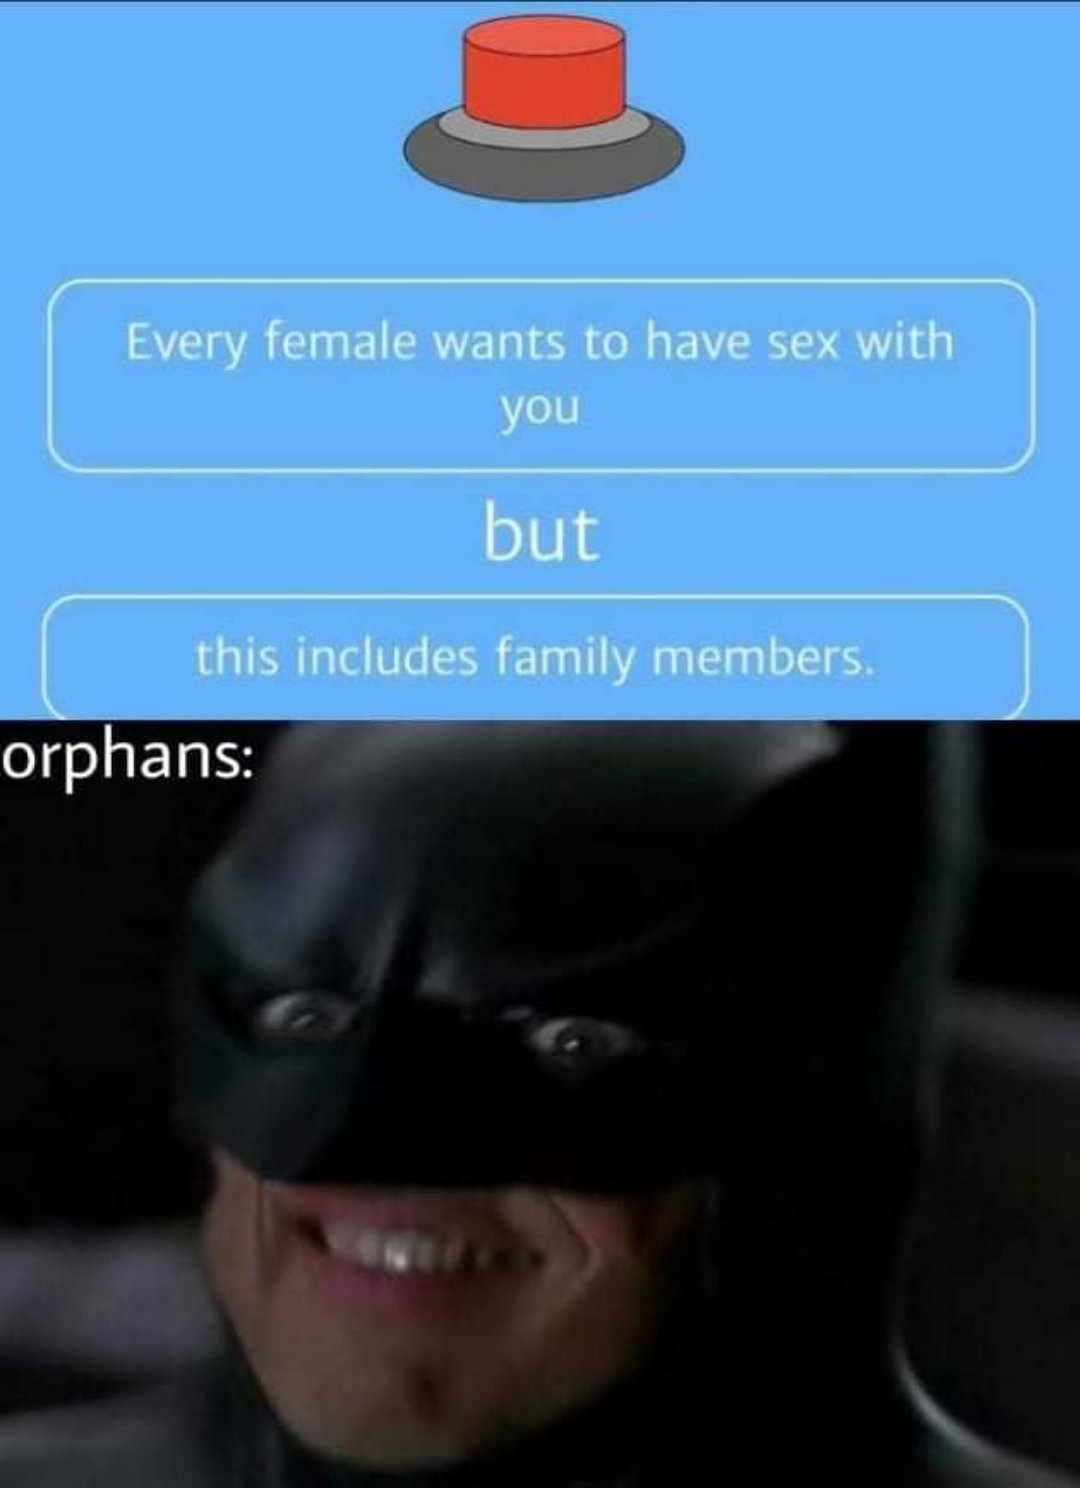 Every female wants to have sex with
you
but
this includes family members.
orphans: